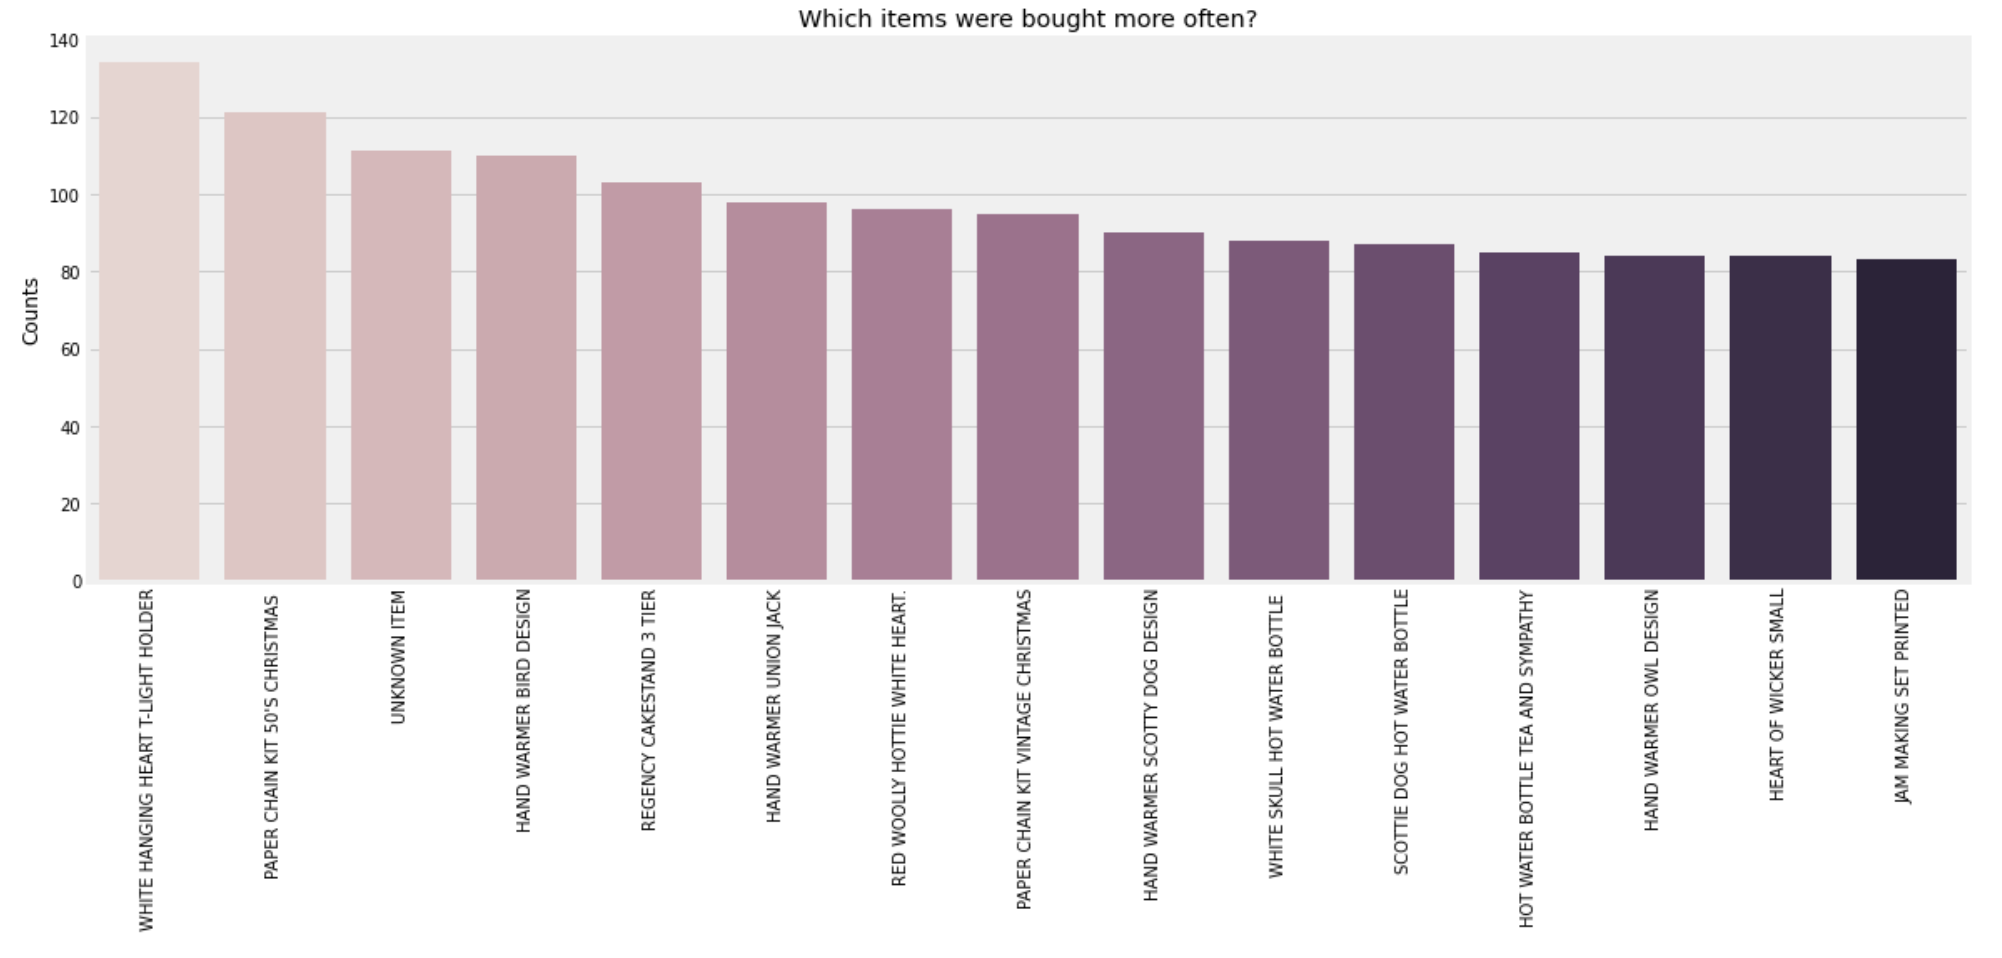 Which items were bought more often?
140
120
100
80
60
40
20
0
Counts
WHITE HANGING HEART T-LIGHT HOLDER
PAPER CHAIN KIT 50'S CHRISTMAS
UNKNOWN ITEM
HAND WARMER BIRD DESIGN
REGENCY CAKESTAND 3 TIER
HAND WARMER UNION JACK
RED WOOLLY HOTTIE WHITE HEART.
PAPER CHAIN KIT VINTAGE CHRISTMAS
HAND WARMER SCOTTY DOG DESIGN
WHITE SKULL HOT WATER BOTTLE
SCOTTIE DOG HOT WATER BOTTLE
HOT WATER BOTTLE TEA AND SYMPATHY
HAND WARMER OWL DESIGN
HEART OF WICKER SMALL
JAM MAKING SET PRINTED